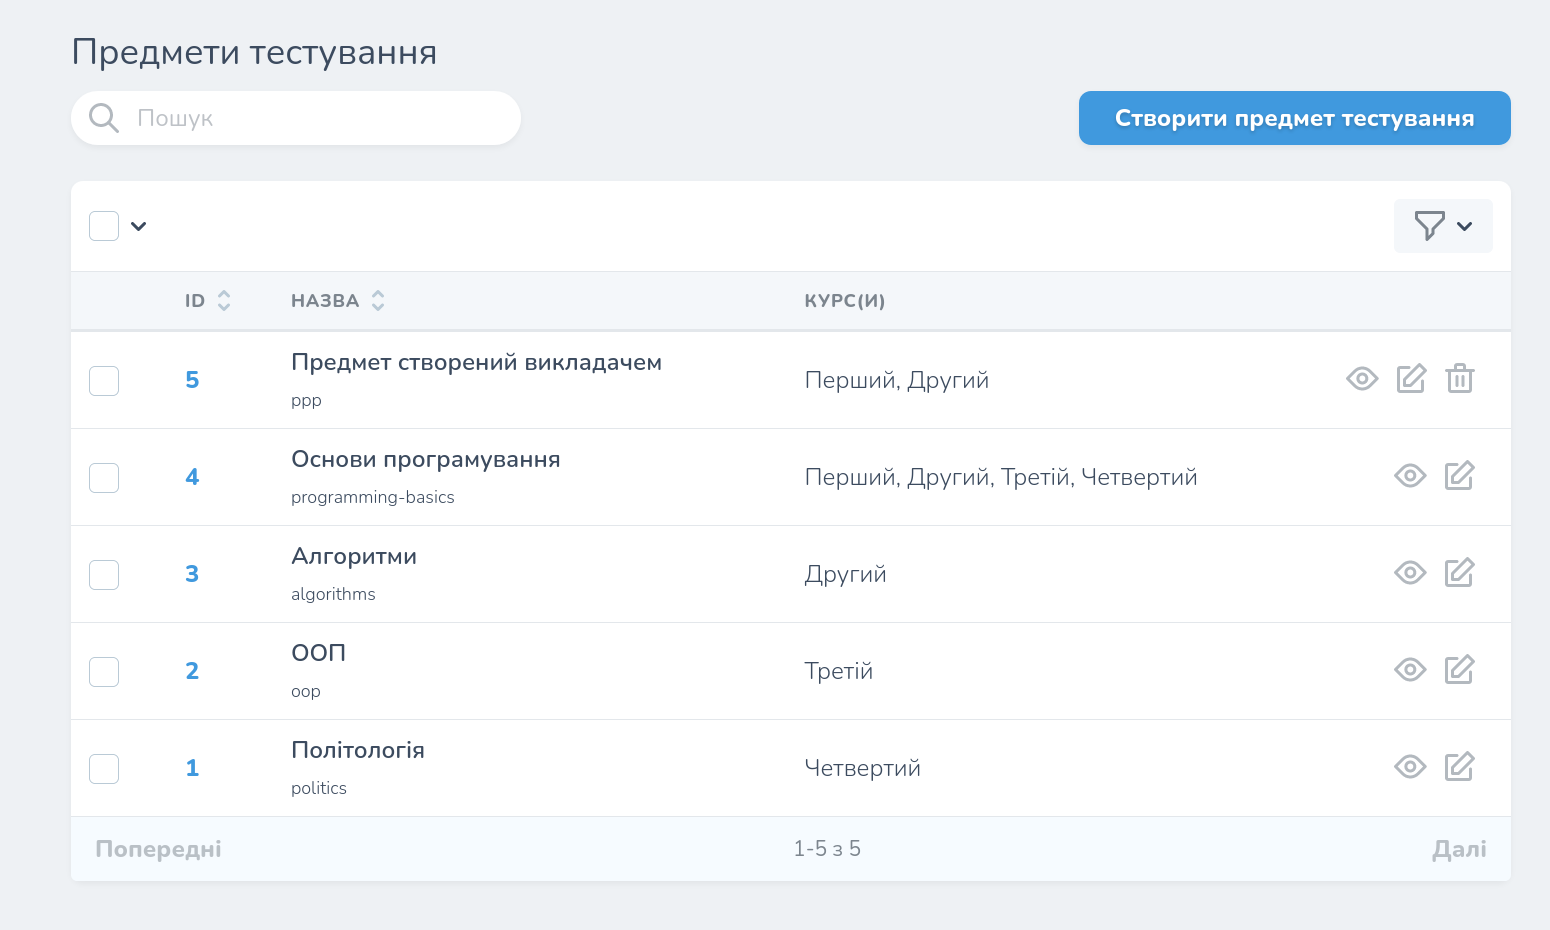 Предмети тестування
Пошук
Створити предмет тестування
ID НАЗВА КУРС(И)
5 Предмет створений викладачем Перший, Другий
ppp
4 Основи програмування Перший, Другий, Третій, Четвертий
programming-basics
3 Алгоритми Другий
algorithms
2 ООП Третій
oop
1 Політологія Четвертий
politics
Попередні 1-5 з 5 Далі